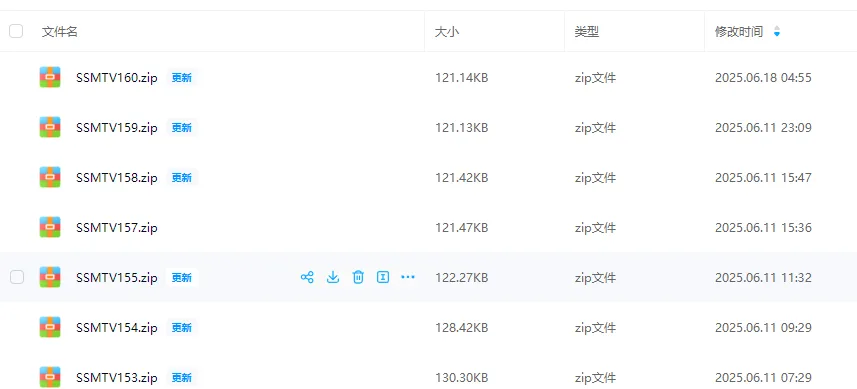 文件名 大小 类型 修改时间
SSMTV160.zip 更新 121.14KB zip文件 2025.06.18 04:55
SSMTV159.zip 更新 121.13KB zip文件 2025.06.11 23:09
SSMTV158.zip 更新 121.42KB zip文件 2025.06.11 15:47
SSMTV157.zip 121.47KB zip文件 2025.06.11 15:36
SSMTV155.zip 更新 122.27KB zip文件 2025.06.11 11:32
SSMTV154.zip 更新 128.42KB zip文件 2025.06.11 09:29
SSMTV153.zip 更新 130.30KB zip文件 2025.06.11 07:29